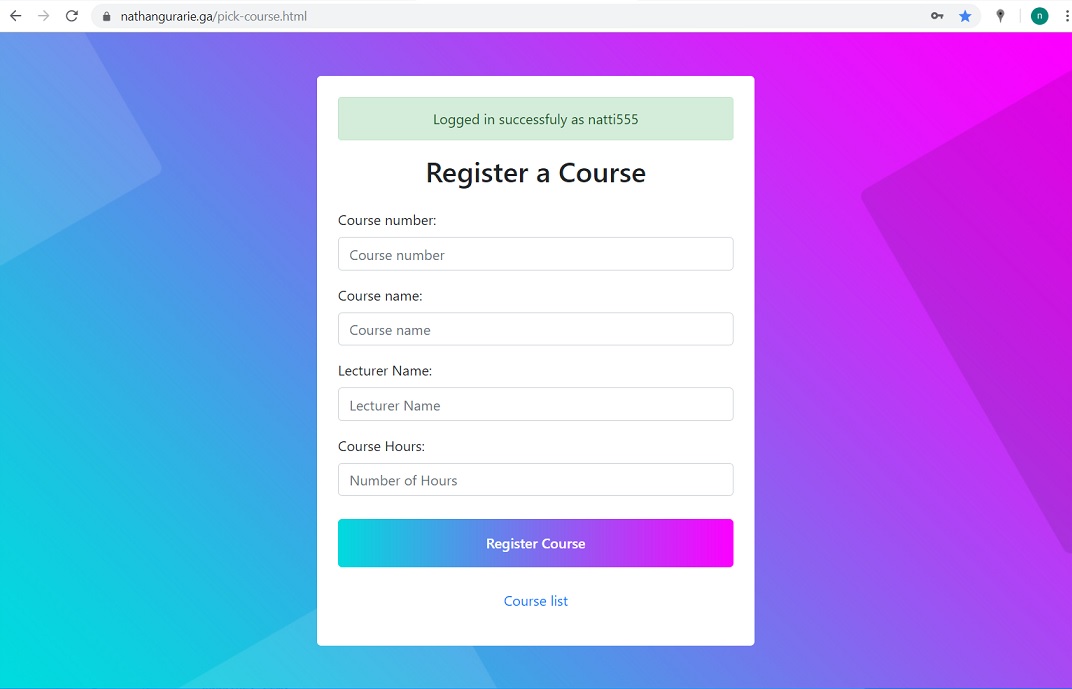 nathangurarie.ga/pick-course.html
n
Logged in successfuly as natti555
Register a Course
Course number:
Course number
Course name:
Course name
Lecturer Name:
Lecturer Name
Course Hours:
Number of Hours
Register Course
Course list